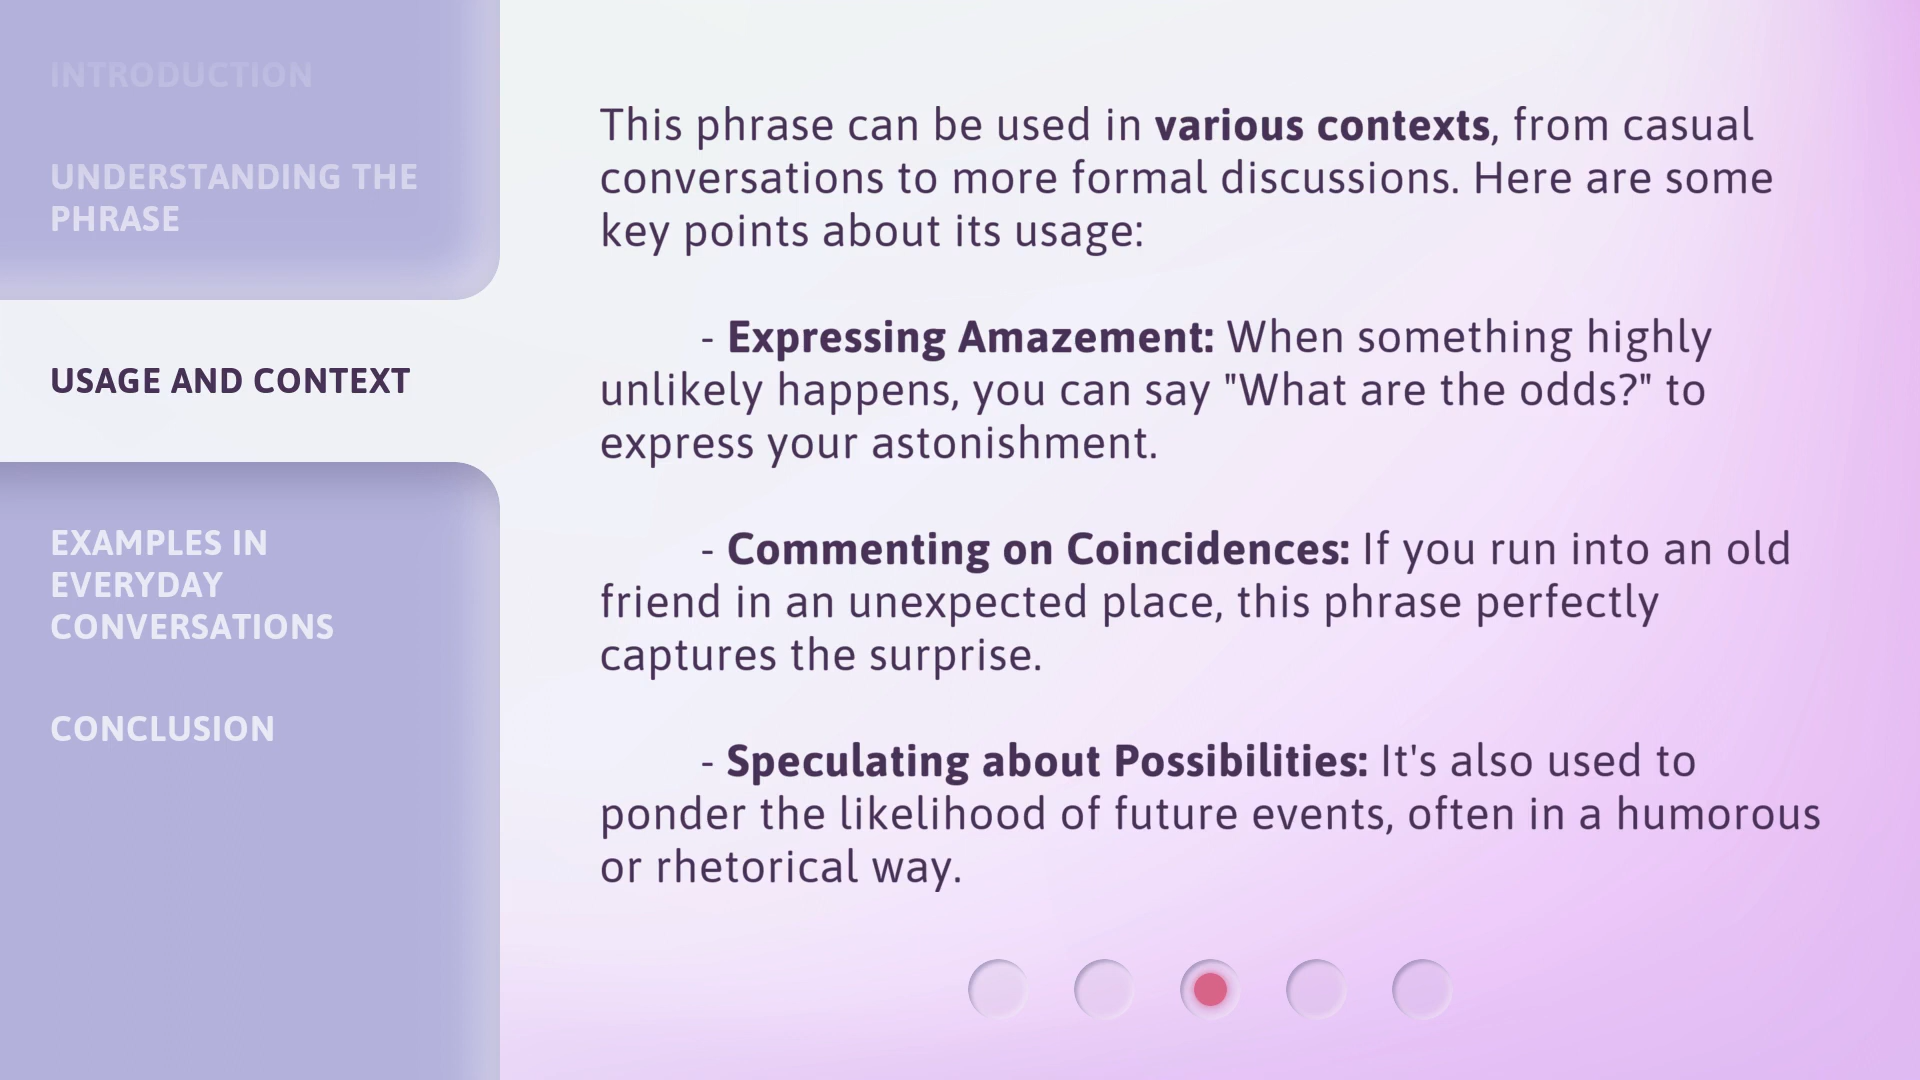 INTRODUCTION
UNDERSTANDING THE
PHRASE
USAGE AND CONTEXT
EXAMPLES IN
EVERYDAY
CONVERSATIONS
CONCLUSION
This phrase can be used in various contexts, from casual
conversations to more formal discussions. Here are some
key points about its usage:
- Expressing Amazement: When something highly
unlikely happens, you can say "What are the odds?" to
express your astonishment.
- Commenting on Coincidences: If you run into an old
friend in an unexpected place, this phrase perfectly
captures the surprise.
- Speculating about Possibilities: It's also used to
ponder the likelihood of future events, often in a humorous
or rhetorical way.